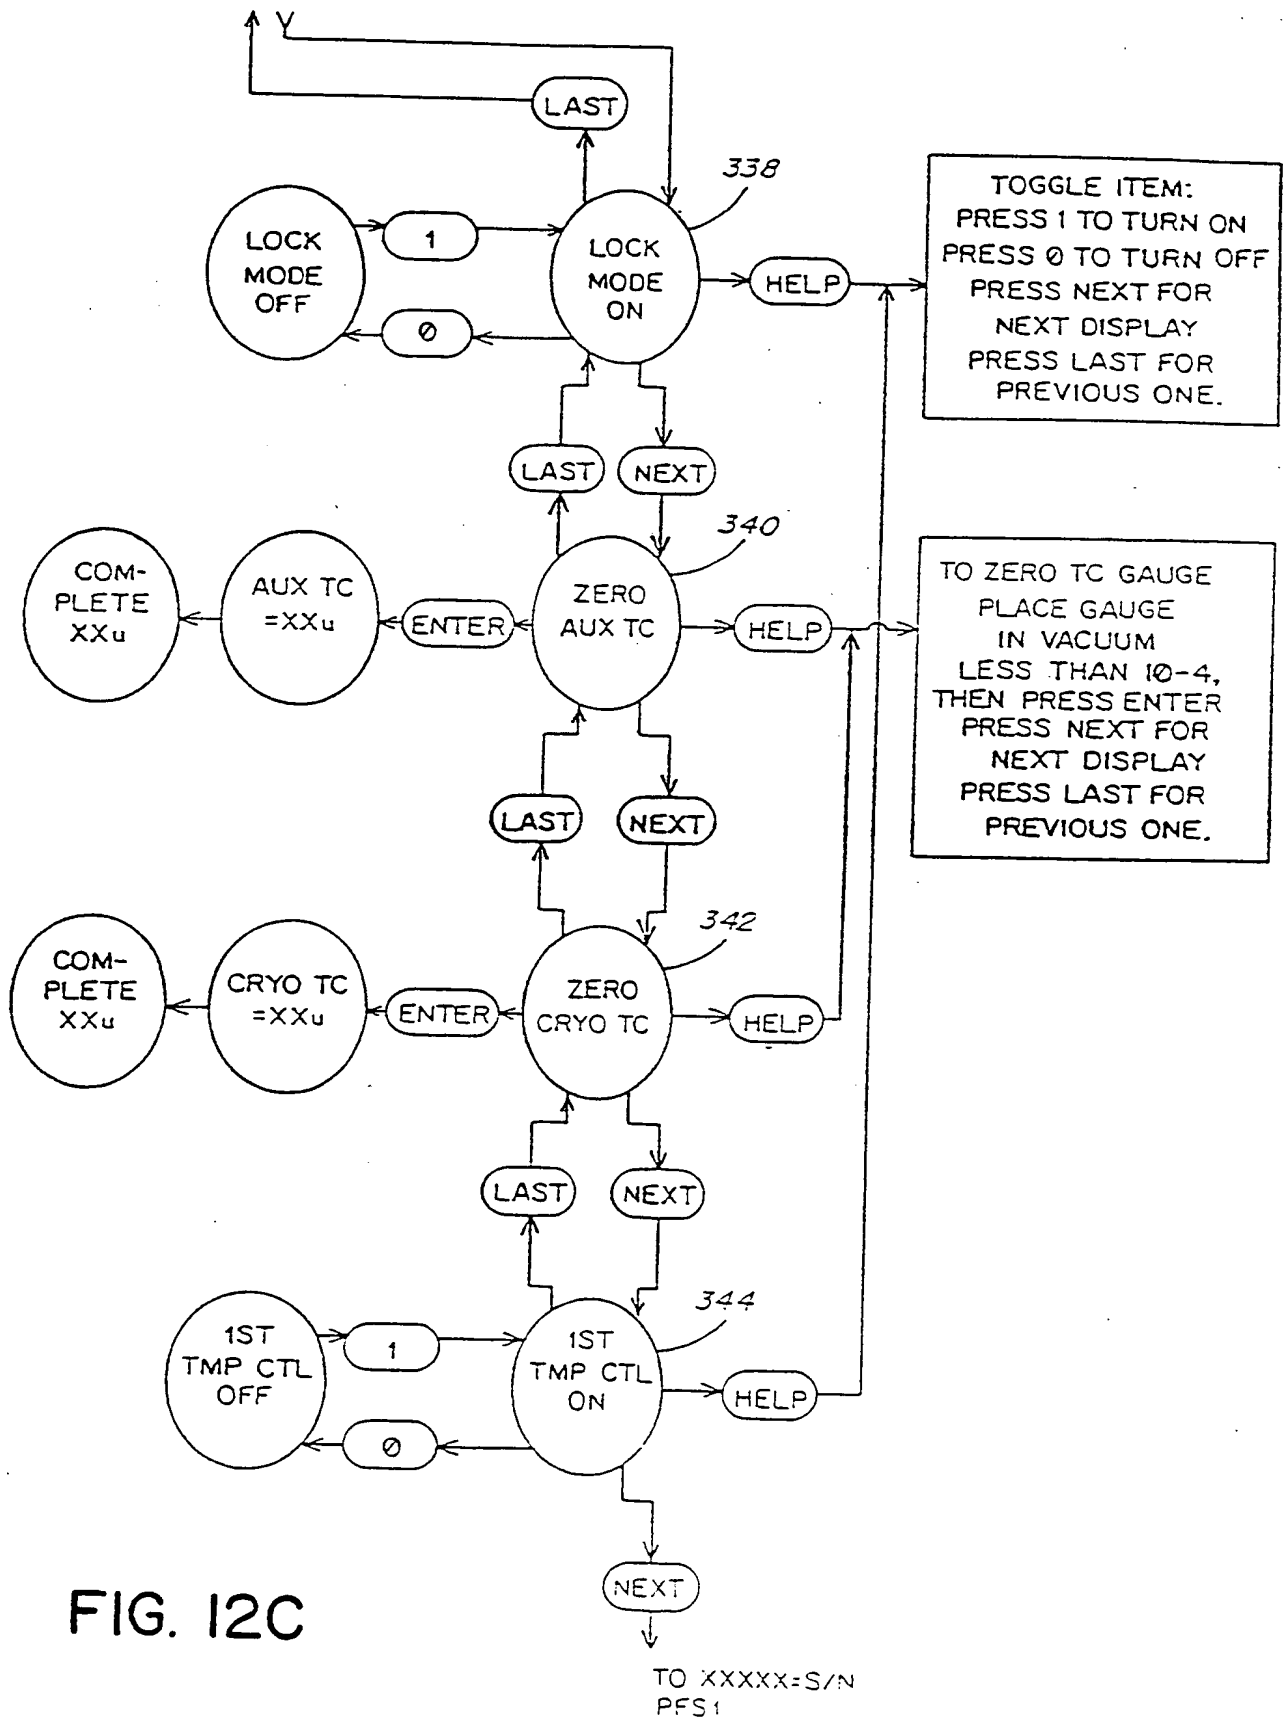 LAST
338
LOCK
MODE
OFF
1
0
LOCK
MODE
ON
HELP
TOGGLE ITEM:
PRESS 1 TO TURN ON
PRESS 0 TO TURN OFF
PRESS NEXT FOR
NEXT DISPLAY
PRESS LAST FOR
PREVIOUS ONE.
LAST
NEXT
340
COM-
PLETE
XXu
AUX TC
=XXu
ENTER
ZERO
AUX TC
HELP
TO ZERO TC GAUGE
PLACE GAUGE
IN VACUUM
LESS THAN 10-4,
THEN PRESS ENTER
PRESS NEXT FOR
NEXT DISPLAY
PRESS LAST FOR
PREVIOUS ONE.
LAST
NEXT
342
COM-
PLETE
XXu
CRYO TC
=XXu
ENTER
ZERO
CRYO TC
HELP
LAST
NEXT
344
1ST
TMP CTL
OFF
1
0
1ST
TMP CTL
ON
HELP
NEXT
FIG. 12C
TO XXXXX=S/N
PFS1